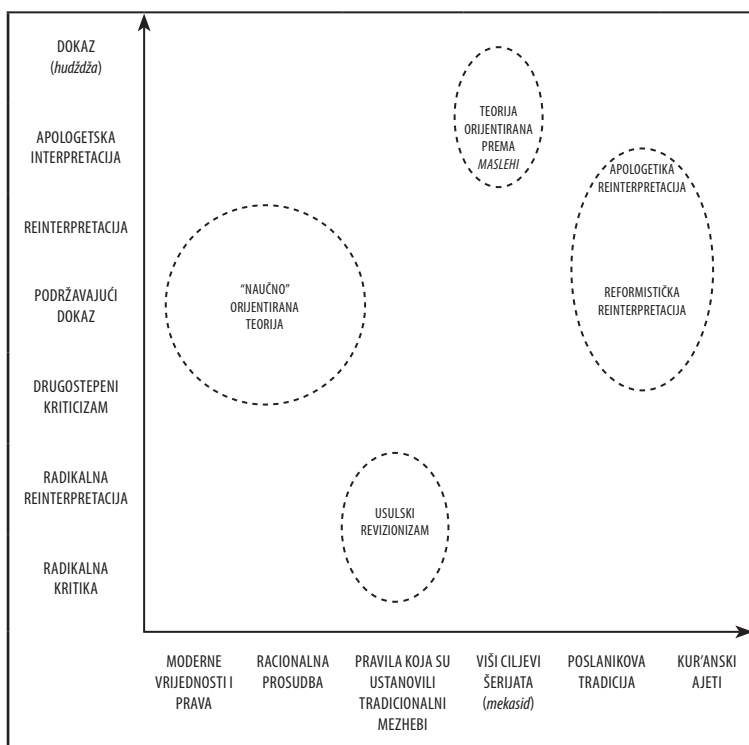 DOKAZ
(hudždža)
APOLOGETSKA
INTERPRETACIJA
REINTERPRETACIJA
PODRŽAVAJUĆI
DOKAZ
DRUGOSTEPENI
KRITICIZAM
RADIKALNA
REINTERPRETACIJA
RADIKALNA
KRITIKA
TEORIJA
ORIJENTIRANA
PREMA
MASLEHI
APOLOGETIKA
REINTERPRETACIJA
REFORMISTIČKA
REINTERPRETACIJA
“NAUČNO”
ORIJENTIRANA
TEORIJA
USULSKI
REVIZIONIZAM
MODERNE
VRIJEDNOSTI I
PRAVA
RACIONALNA
PROSUDBA
PRAVILA KOJA SU
USTANOVILI
TRADICIONALNI
MEZHEBI
VIŠI CILJEVI
ŠERIJATA
(mekasid)
POSLANIKOVA
TRADICIJA
KUR’ANSKI
AJETI